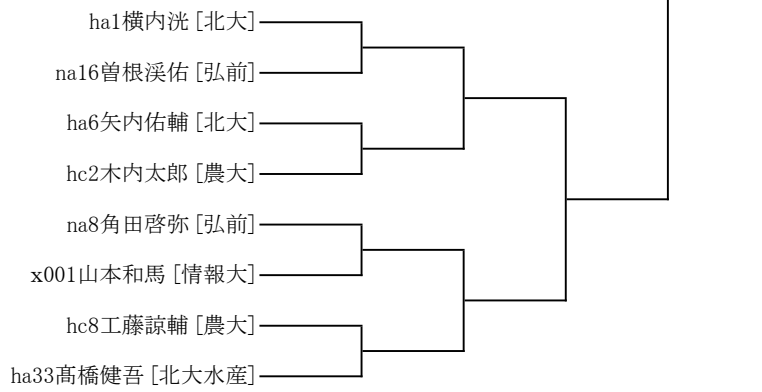 ha1横内洸 [北大]
na16曽根渓佑 [弘前]
ha6矢内佑輔 [北大]
hc2木内太郎 [農大]
na8角田啓弥 [弘前]
x001山本和馬 [情報大]
hc8工藤諒輔 [農大]
ha33髙橋健吾 [北大水産]